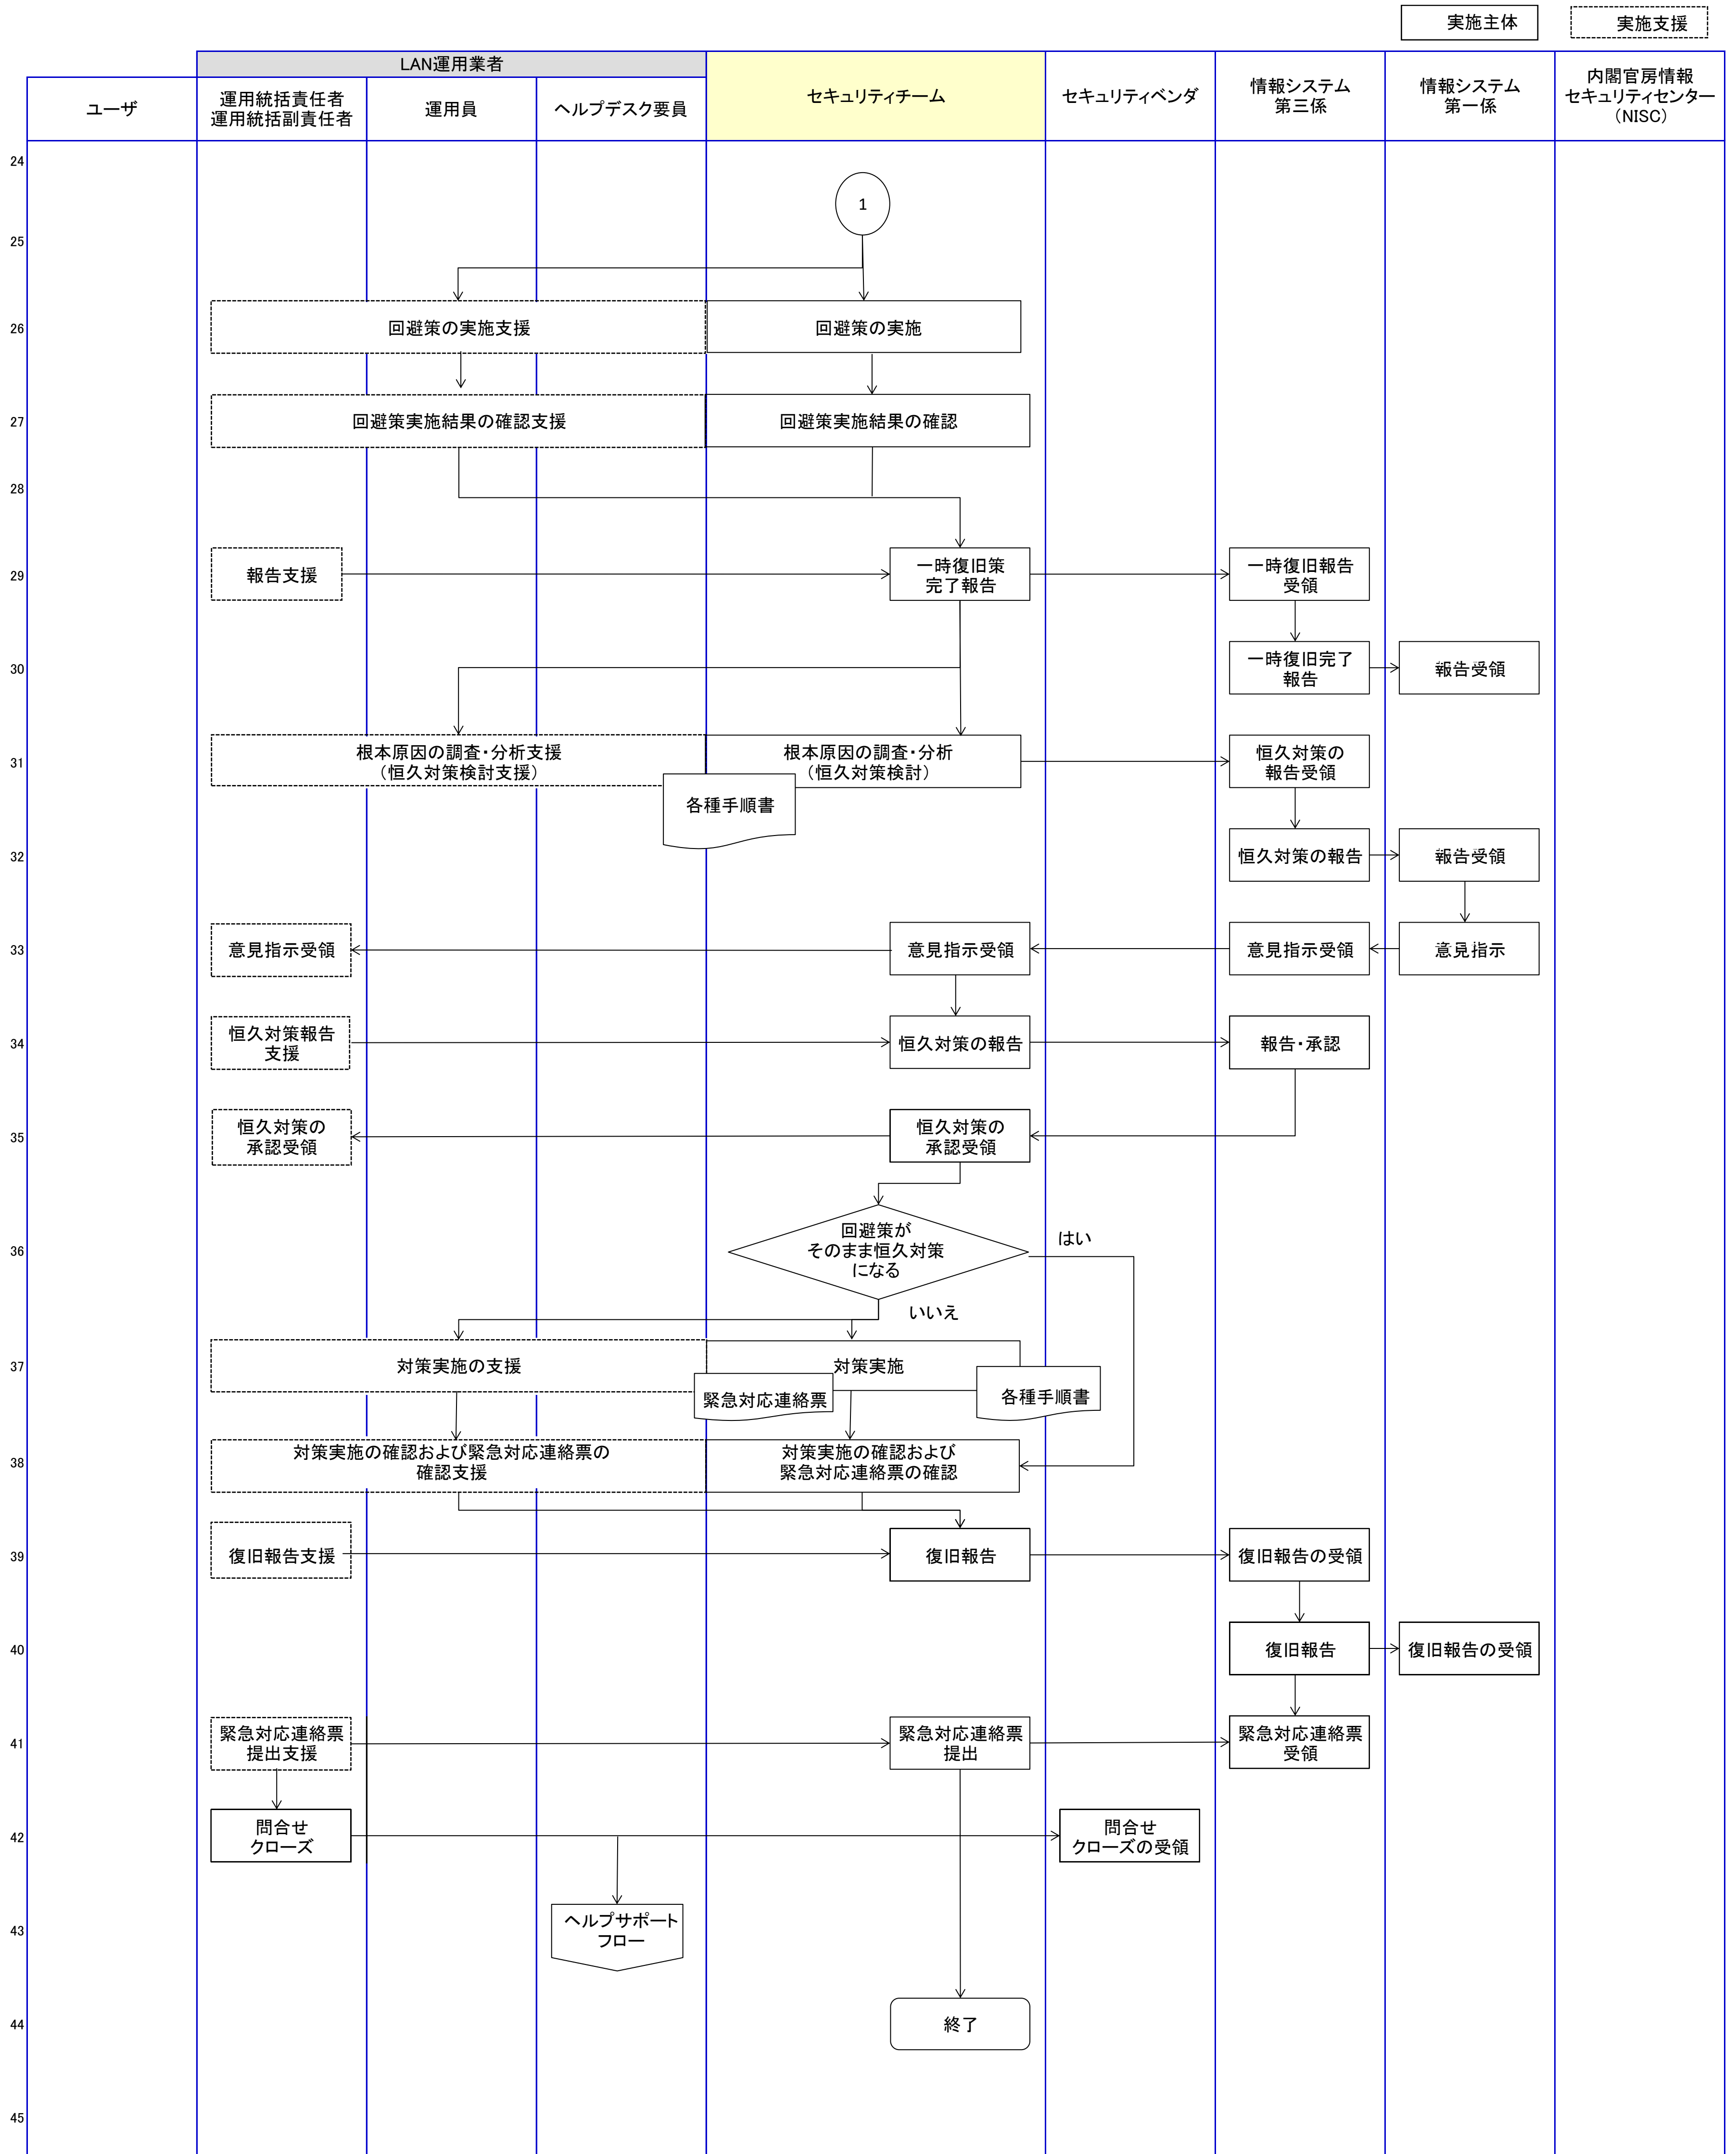 実施主体
実施支援
LAN運用業者
ユーザ
運用統括責任者
運用統括副責任者
運用員
ヘルプデスク要員
セキュリティチーム
セキュリティベンダ
情報システム
第三係
情報システム
第一係
内閣官房情報
セキュリティセンター
（NISC）
24
1
25
26
回避策の実施支援
回避策の実施
27
回避策実施結果の確認支援
回避策実施結果の確認
28
29
報告支援
一時復旧策
完了報告
一時復旧報告
受領
30
一時復旧完了
報告
報告受領
31
根本原因の調査・分析支援
（恒久対策検討支援）
根本原因の調査・分析
（恒久対策検討）
恒久対策の
報告受領
各種手順書
32
恒久対策の報告
報告受領
33
意見指示受領
意見指示受領
意見指示受領
意見指示
34
恒久対策報告
支援
恒久対策の報告
報告・承認
35
恒久対策の
承認受領
恒久対策の
承認受領
36
回避策が
そのまま恒久対策
になる
はい
いいえ
37
対策実施の支援
対策実施
緊急対応連絡票
各種手順書
38
対策実施の確認および緊急対応連絡票の
確認支援
対策実施の確認および
緊急対応連絡票の確認
39
復旧報告支援
復旧報告
復旧報告の受領
40
復旧報告
復旧報告の受領
41
緊急対応連絡票
提出支援
緊急対応連絡票
提出
緊急対応連絡票
受領
42
問合せ
クローズ
問合せ
クローズの受領
43
ヘルプサポート
フロー
44
終了
45